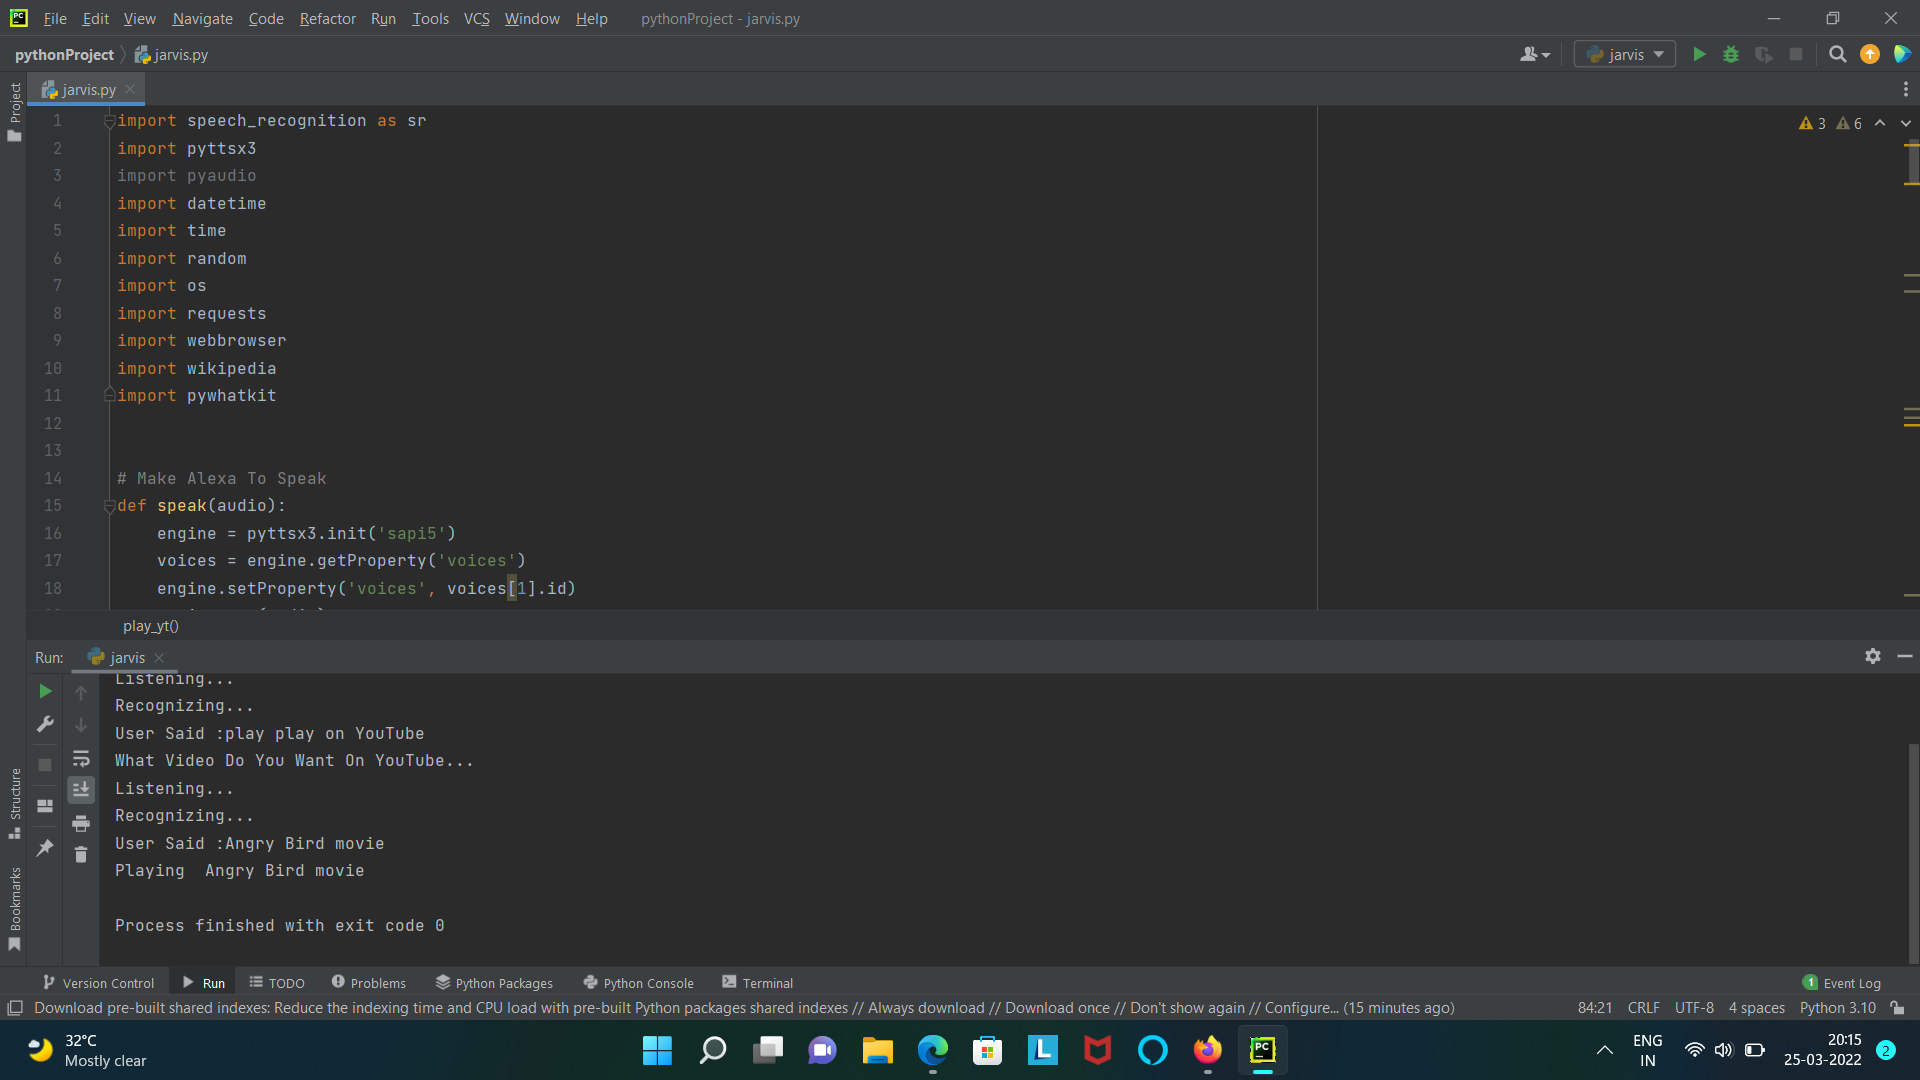 File Edit View Navigate Code Refactor Run Tools VCS Window Help pythonProject - jarvis.py
pythonProject jarvis.py jarvis
Project
jarvis.py
3 6
1 import speech_recognition as sr
2 import pyttsx3
3 import pyaudio
4 import datetime
5 import time
6 import random
7 import os
8 import requests
9 import webbrowser
10 import wikipedia
11 import pywhatkit
12
13
14 # Make Alexa To Speak
15 def speak(audio):
16 engine = pyttsx3.init('sapi5')
17 voices = engine.getProperty('voices')
18 engine.setProperty('voices', voices[1].id)
play_yt()
Run: jarvis
Listening...
Recognizing...
User Said :play play on YouTube
What Video Do You Want On YouTube...
Listening...
Recognizing...
User Said :Angry Bird movie
Playing  Angry Bird movie
Process finished with exit code 0
Structure
Bookmarks
Version Control Run TODO Problems Python Packages Python Console Terminal 1 Event Log
Download pre-built shared indexes: Reduce the indexing time and CPU load with pre-built Python packages shared indexes // Always download // Download once // Don't show again // Configure... (15 minutes ago) 84:21 CRLF UTF-8 4 spaces Python 3.10
32°C
Mostly clear
L
PC
ENG
IN
20:15
25-03-2022
2